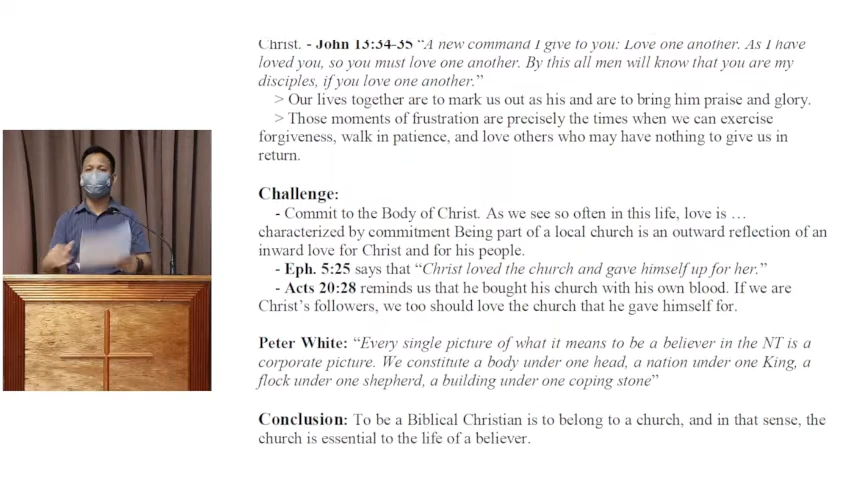 Christ. - John 13:34-35 “A new command I give to you: Love one another. As I have
loved you, so you must love one another. By this all men will know that you are my
disciples, if you love one another.”
> Our lives together are to mark us out as his and are to bring him praise and glory.
> Those moments of frustration are precisely the times when we can exercise
forgiveness, walk in patience, and love others who may have nothing to give us in
return.
Challenge:
- Commit to the Body of Christ. As we see so often in this life, love is …
characterized by commitment Being part of a local church is an outward reflection of an
inward love for Christ and for his people.
- Eph. 5:25 says that “Christ loved the church and gave himself up for her.”
- Acts 20:28 reminds us that he bought his church with his own blood. If we are
Christ’s followers, we too should love the church that he gave himself for.
Peter White: “Every single picture of what it means to be a believer in the NT is a
corporate picture. We constitute a body under one head, a nation under one King, a
flock under one shepherd, a building under one coping stone”
Conclusion: To be a Biblical Christian is to belong to a church, and in that sense, the
church is essential to the life of a believer.